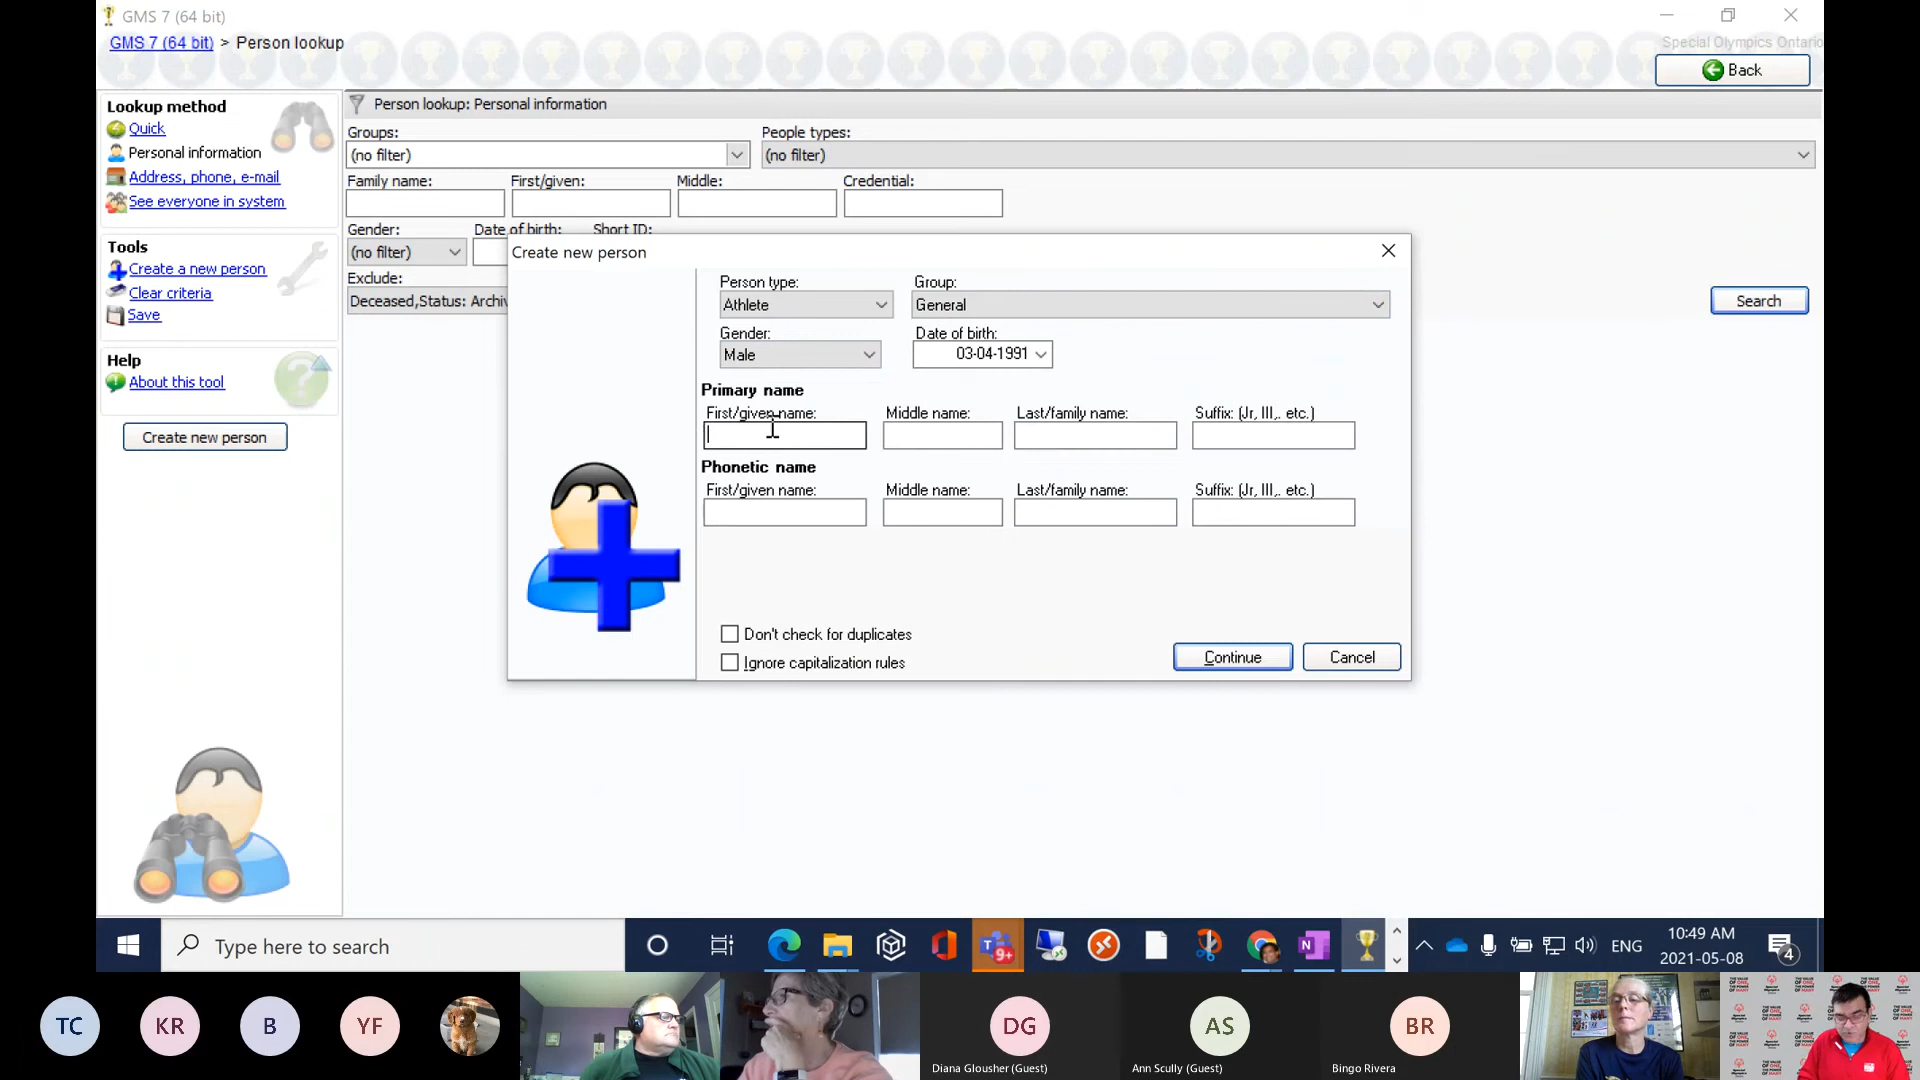 GMS 7 (64 bit)
GMS 7 (64 bit) > Person lookup
Special Olympics Ontario
Back
Lookup method
Quick
Personal information
Address, phone, e-mail
See everyone in system
Tools
Create a new person
Clear criteria
Save
Help
About this tool
Create new person
Person lookup: Personal information
Groups:
People types:
(no filter)
(no filter)
Family name:
First/given:
Middle:
Credential:
Gender:
Date of birth:
Short ID:
(no filter)
Exclude:
Deceased,Status: Archiv
Search
Create new person
Person type:
Group:
Athlete
General
Gender:
Date of birth:
Male
03-04-1991
Primary name
First/given name:
Middle name:
Last/family name:
Suffix: (Jr, III,. etc.)
Phonetic name
First/given name:
Middle name:
Last/family name:
Suffix: (Jr, III,. etc.)
Don't check for duplicates
Ignore capitalization rules
Continue
Cancel
Type here to search
9+
ENG
10:49 AM
2021-05-08
4
TC
KR
B
YF
DG
AS
BR
Diana Glousher (Guest)
Ann Scully (Guest)
Bingo Rivera